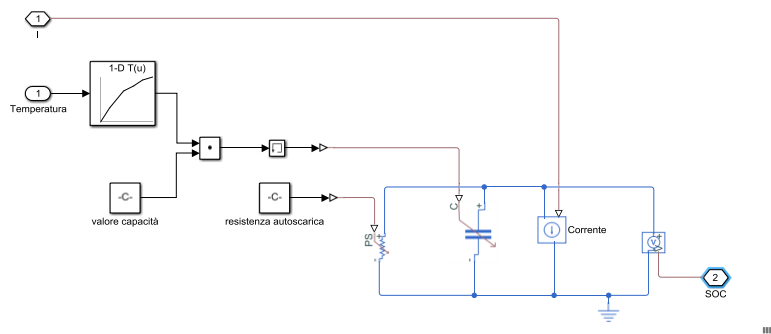 1
I
1-D T(u)
1
Temperatura
-C-
valore capacità
-C-
resistenza autoscarica
PS
C
+
-
+
-
Corrente
V
+
-
2
SOC